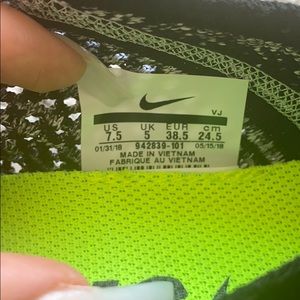 VJ
US UK EUR cm
7.5 5 38.5 24.5
01/31/18 942839-101 05/15/18
MADE IN VIETNAM
FABRIQUE AU VIETNAM